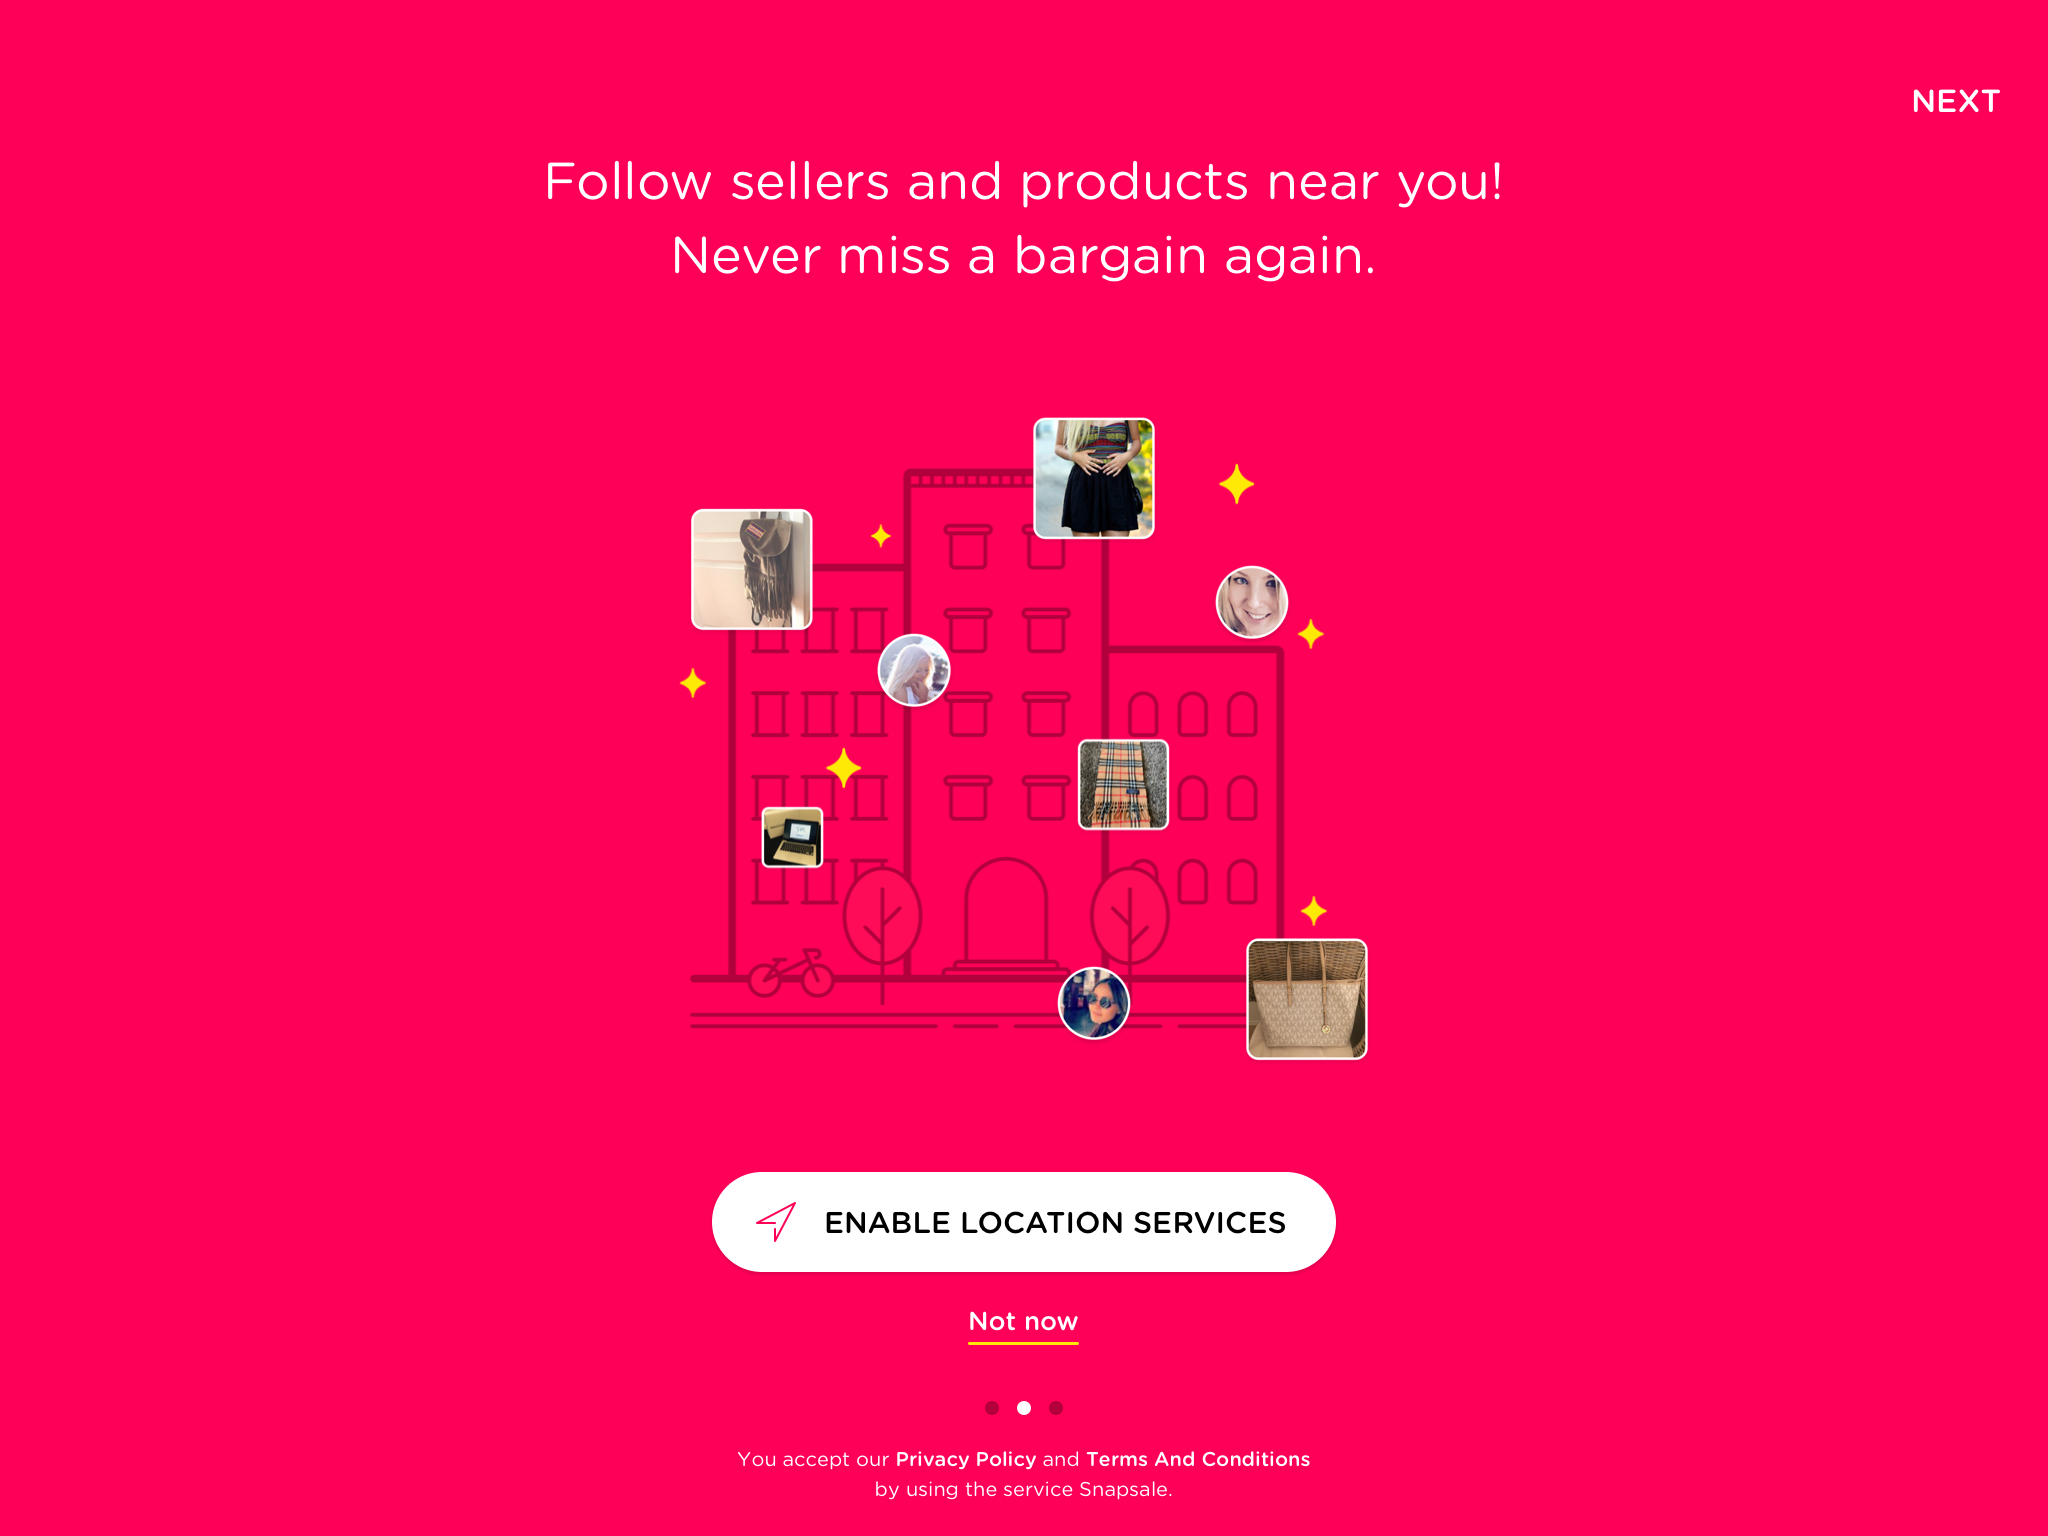 NEXT
Follow sellers and products near you!
Never miss a bargain again.
ENABLE LOCATION SERVICES
Not now
You accept our Privacy Policy and Terms And Conditions
by using the service Snapsale.